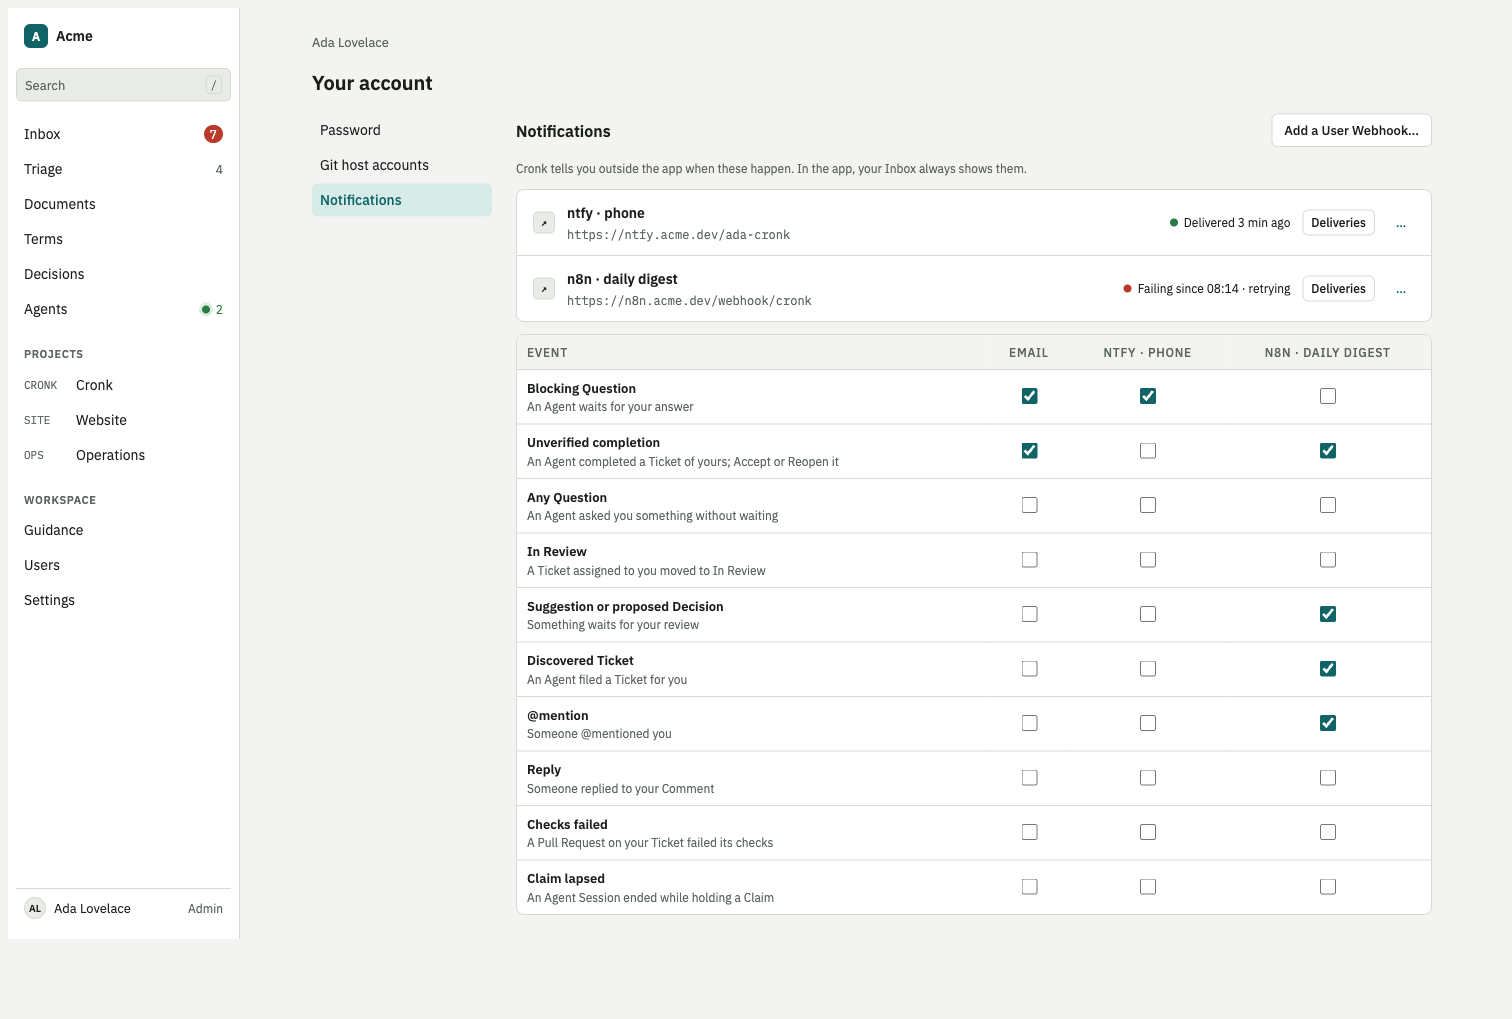 A Acme
Search /
Inbox 7
Triage 4
Documents
Terms
Decisions
Agents 2
PROJECTS
CRONK Cronk
SITE Website
OPS Operations
WORKSPACE
Guidance
Users
Settings
AL Ada Lovelace Admin
Ada Lovelace
Your account
Password
Git host accounts
Notifications
Notifications Add a User Webhook...
Cronk tells you outside the app when these happen. In the app, your Inbox always shows them.
ntfy · phone
https://ntfy.acme.dev/ada-cronk
Delivered 3 min ago Deliveries ...
n8n · daily digest
https://n8n.acme.dev/webhook/cronk
Failing since 08:14 · retrying Deliveries ...
EVENT EMAIL NTFY · PHONE N8N · DAILY DIGEST
Blocking Question
An Agent waits for your answer
Unverified completion
An Agent completed a Ticket of yours; Accept or Reopen it
Any Question
An Agent asked you something without waiting
In Review
A Ticket assigned to you moved to In Review
Suggestion or proposed Decision
Something waits for your review
Discovered Ticket
An Agent filed a Ticket for you
@mention
Someone @mentioned you
Reply
Someone replied to your Comment
Checks failed
A Pull Request on your Ticket failed its checks
Claim lapsed
An Agent Session ended while holding a Claim